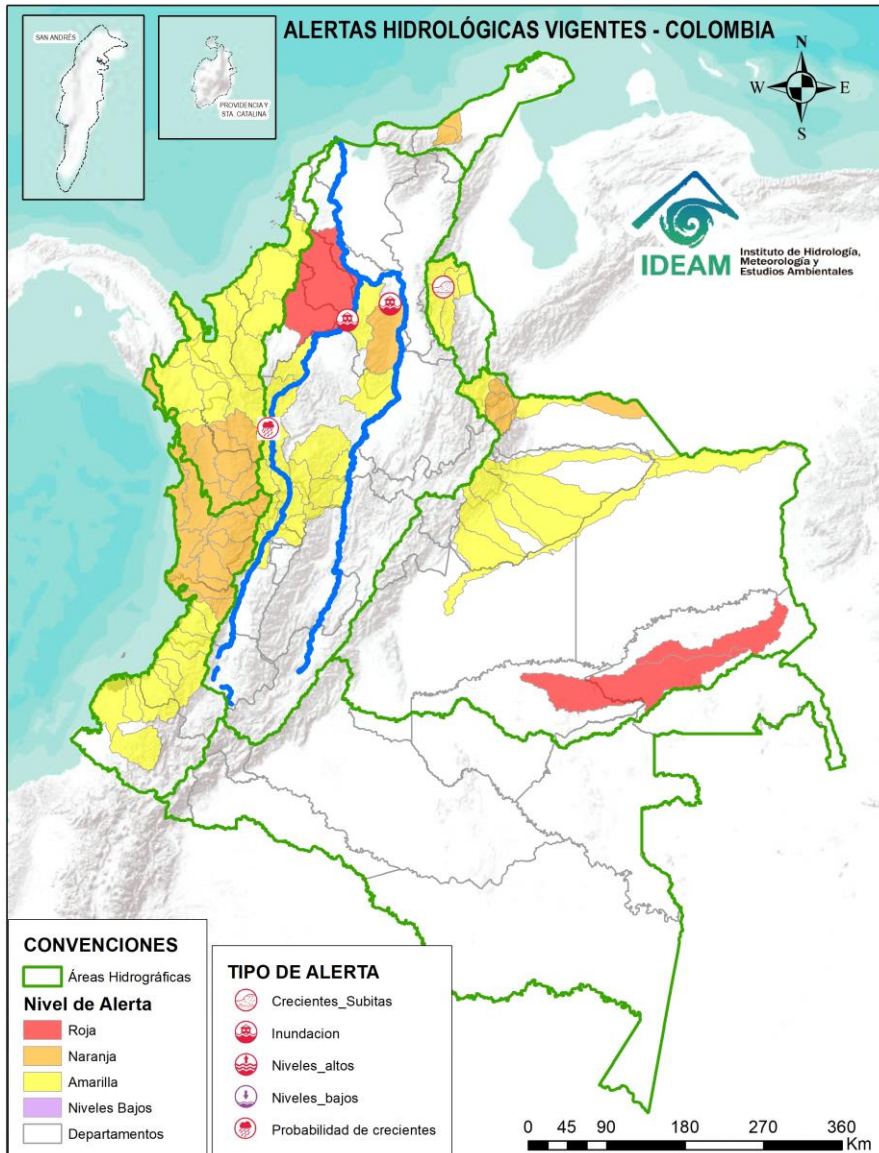 ALERTAS HIDROLÓGICAS VIGENTES - COLOMBIA
SAN ANDRÉS
PROVIDENCIA Y
STA. CATALINA
N
W
E
S
IDEAM
Instituto de Hidrología,
Meteorología y
Estudios Ambientales
CONVENCIONES
Áreas Hidrográficas
Nivel de Alerta
Roja
Naranja
Amarilla
Niveles Bajos
Departamentos
TIPO DE ALERTA
Crecientes_Subitas
Inundacion
Niveles_altos
Niveles_bajos
Probabilidad de crecientes
0 45 90 180 270 360
Km